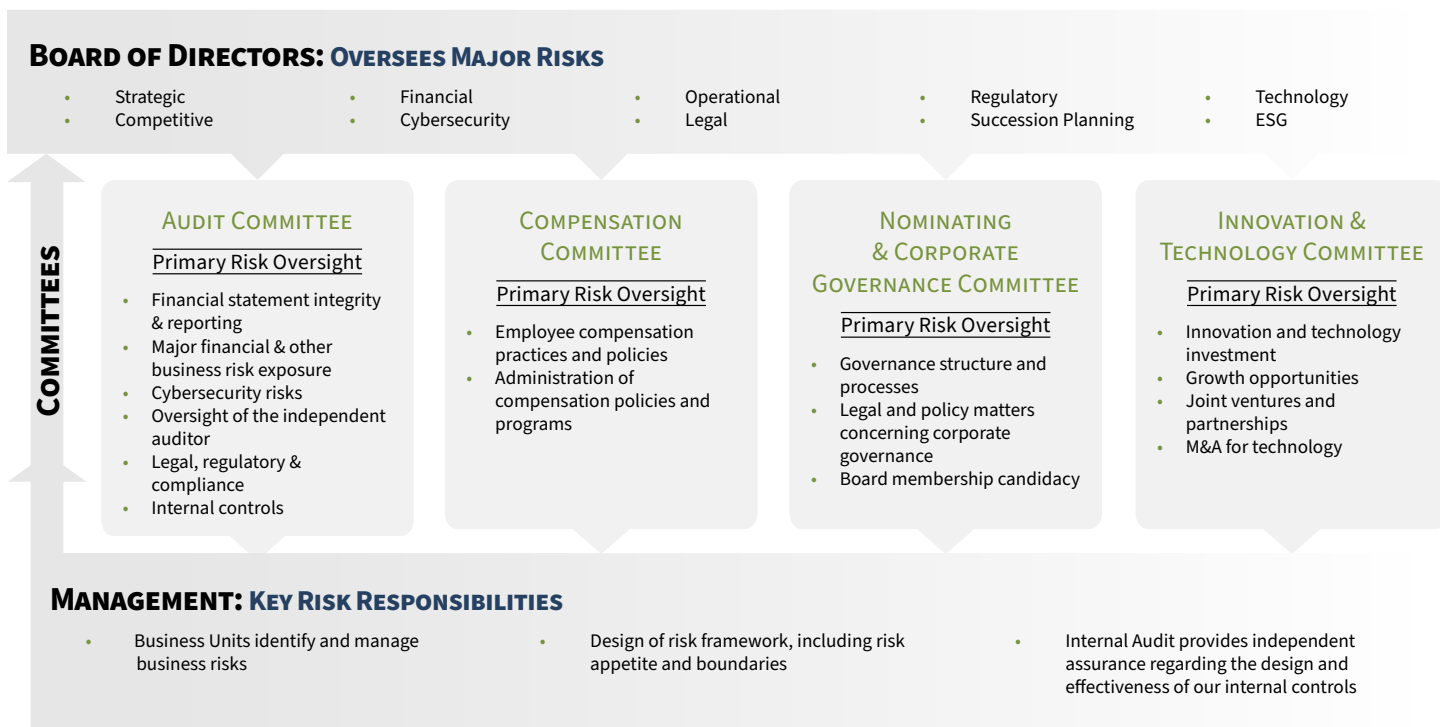 BOARD OF DIRECTORS: OVERSEES MAJOR RISKS
• Strategic
• Competitive
• Financial
• Cybersecurity
• Operational
• Legal
• Regulatory
• Succession Planning
• Technology
• ESG
COMMITTEES
AUDIT COMMITTEE
Primary Risk Oversight
• Financial statement integrity
& reporting
• Major financial & other
business risk exposure
• Cybersecurity risks
• Oversight of the independent
auditor
• Legal, regulatory &
compliance
• Internal controls
COMPENSATION
COMMITTEE
Primary Risk Oversight
• Employee compensation
practices and policies
• Administration of
compensation policies and
programs
NOMINATING
& CORPORATE
GOVERNANCE COMMITTEE
Primary Risk Oversight
• Governance structure and
processes
• Legal and policy matters
concerning corporate
governance
• Board membership candidacy
INNOVATION &
TECHNOLOGY COMMITTEE
Primary Risk Oversight
• Innovation and technology
investment
• Growth opportunities
• Joint ventures and
partnerships
• M&A for technology
MANAGEMENT: KEY RISK RESPONSIBILITIES
• Business Units identify and manage
business risks
• Design of risk framework, including risk
appetite and boundaries
• Internal Audit provides independent
assurance regarding the design and
effectiveness of our internal controls